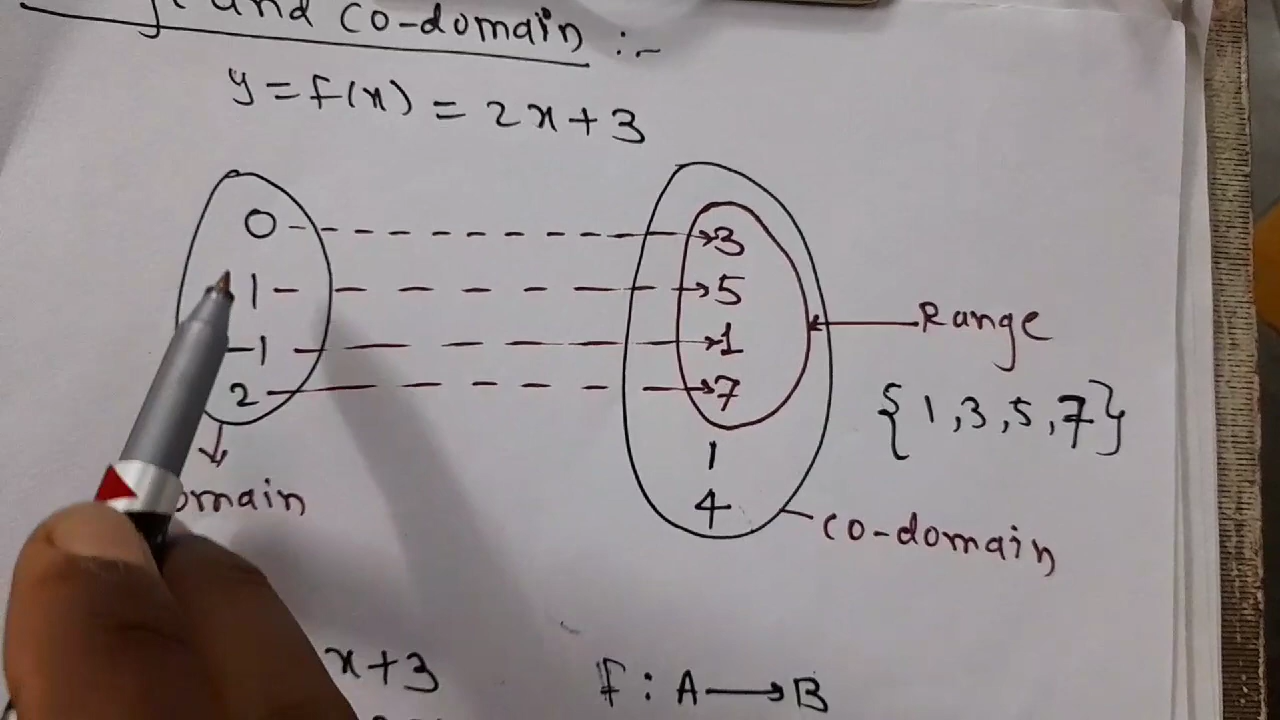 and co-domain :-
y = f(x) = 2x+3
0 3
1 5
-1 1
2 7
Range
{1,3,5,7}
1
4
omain
co-domain
x+3
F : A → B